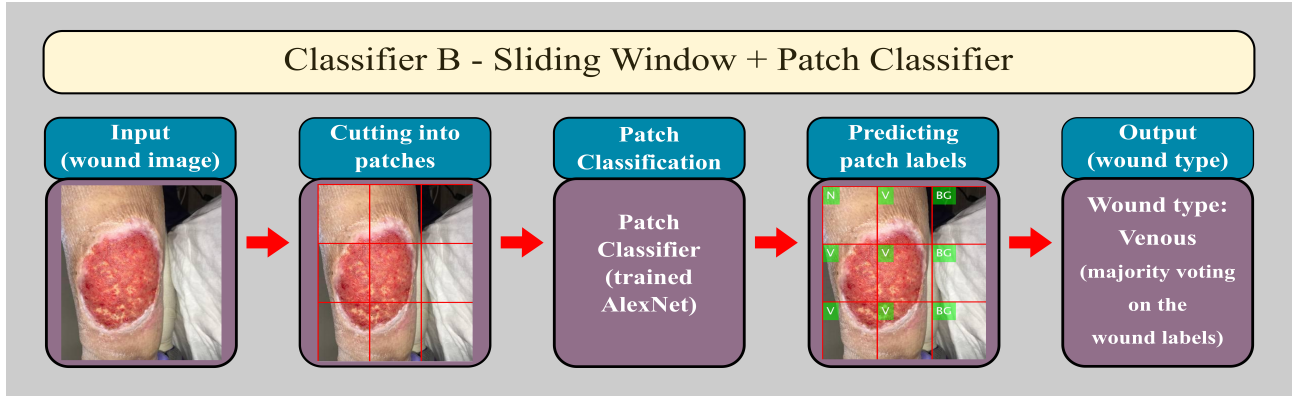 Classifier B - Sliding Window + Patch Classifier
Input
(wound image)
Cutting into
patches
Patch
Classification
Predicting
patch labels
Output
(wound type)
Patch
Classifier
(trained
AlexNet)
N V BG
V V BG
V V BG
Wound type:
Venous
(majority voting
on the
wound labels)